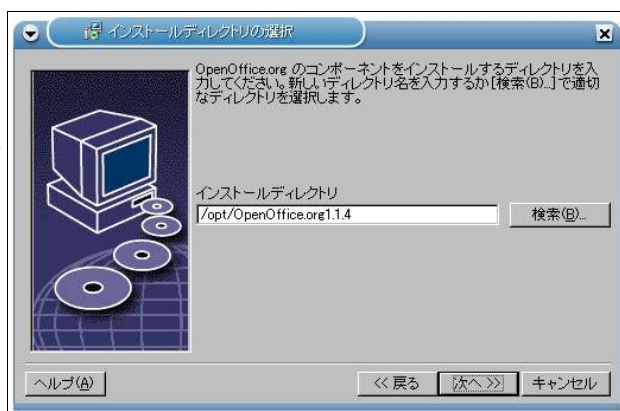 インストールディレクトリの選択
OpenOffice.org のコンポーネントをインストールするディレクトリを入
力してください。新しいディレクトリ名を入力するか[検索(B)...]で適切
なディレクトリを選択します。
インストールディレクトリ
/opt/OpenOffice.org1.1.4
検索(B)...
ヘルプ(A)
<< 戻る
次へ >>
キャンセル